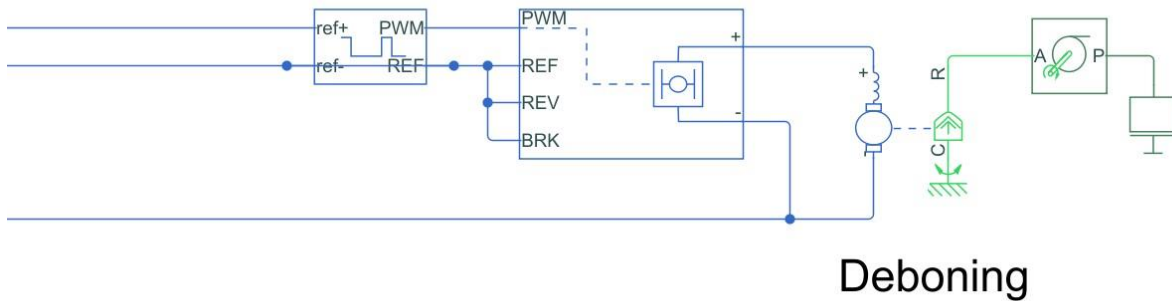 ref+ PWM
ref- REF
PWM
REF
REV
BRK
+
-
+
-
R
C
A P
Deboning